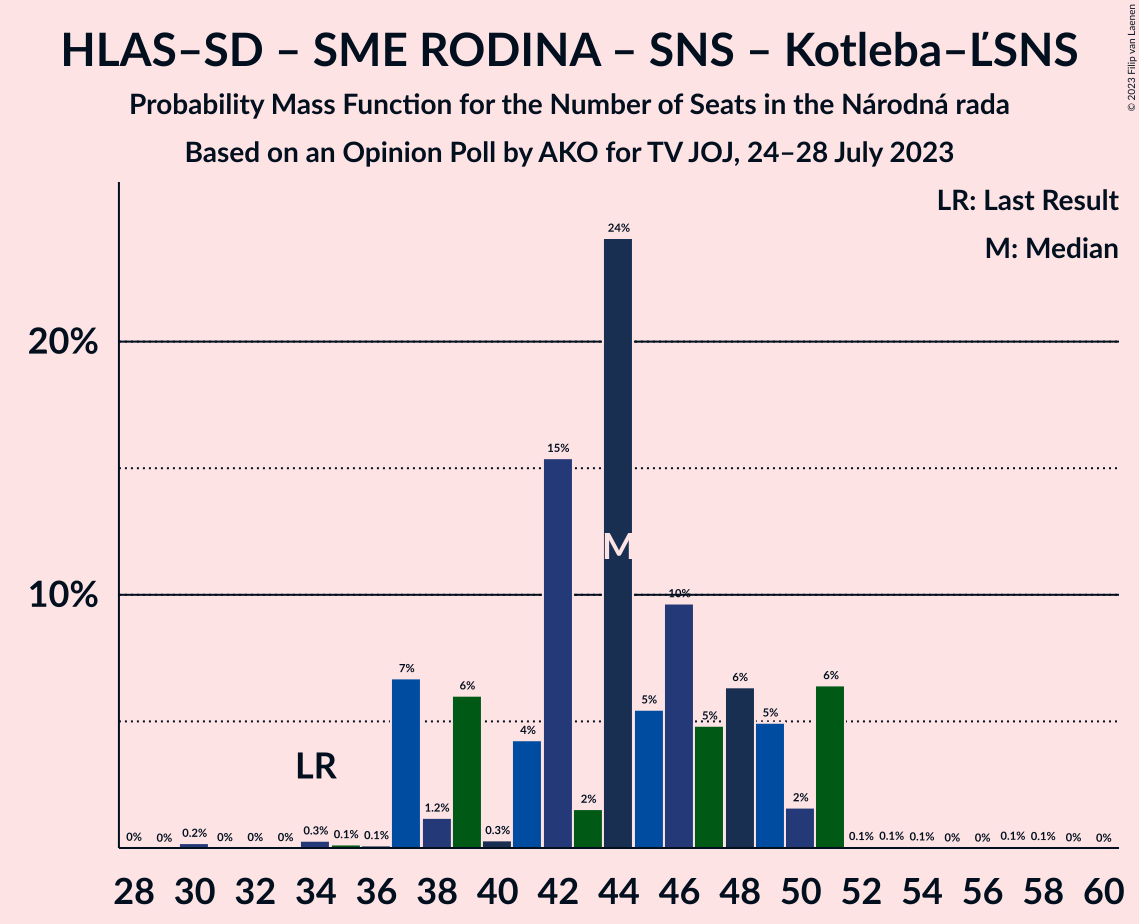 HLAS–SD – SME RODINA – SNS – Kotleba–ĽSNS
Probability Mass Function for the Number of Seats in the Národná rada
Based on an Opinion Poll by AKO for TV JOJ, 24–28 July 2023
© 2023 Filip van Laenen
LR: Last Result
M: Median
20%
10%
0% 0% 0.2% 0% 0% 0% 0.3% 0.1% 0.1% 7% 1.2% 6% 0.3% 4% 15% 2% 24% 5% 10% 5% 6% 5% 2% 6% 0.1% 0.1% 0.1% 0% 0% 0.1% 0.1% 0% 0%
LR
M
28 30 32 34 36 38 40 42 44 46 48 50 52 54 56 58 60